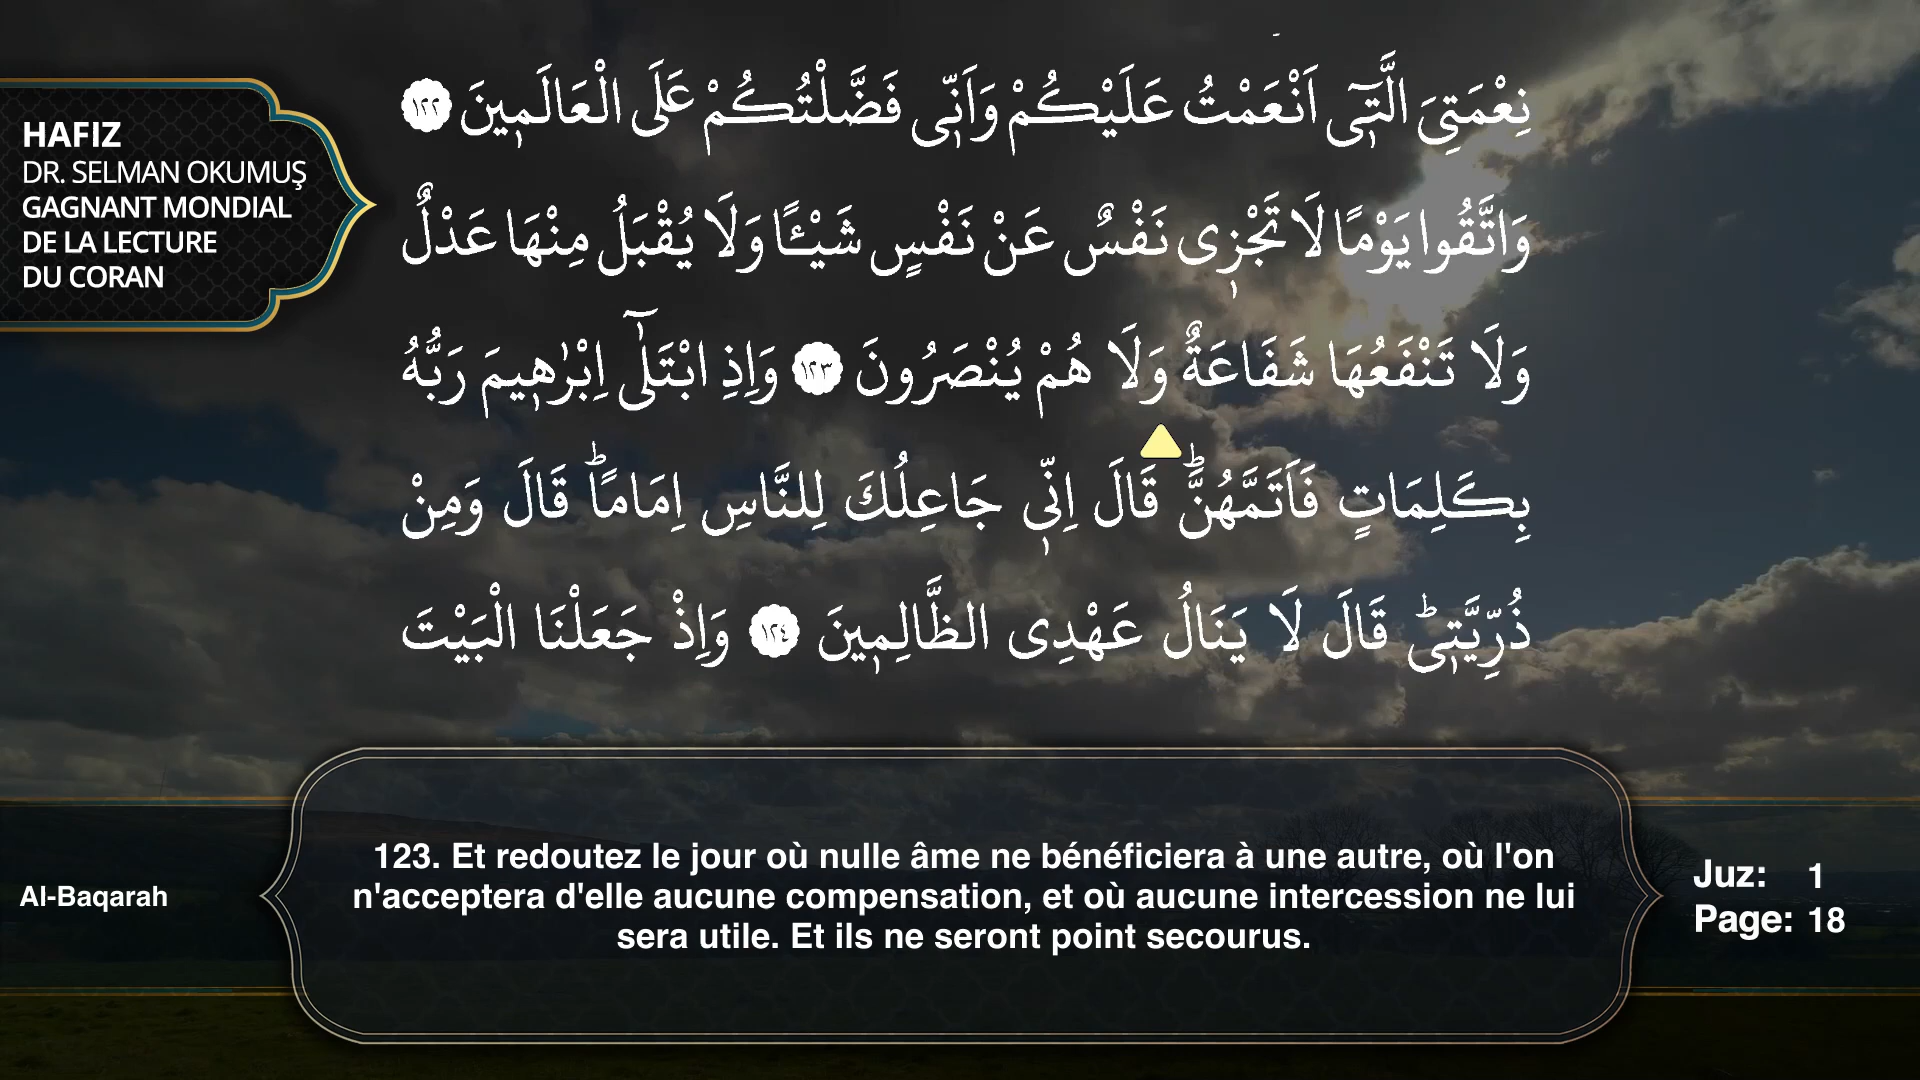 HAFIZ
DR. SELMAN OKUMUŞ
GAGNANT MONDIAL
DE LA LECTURE
DU CORAN
نِعْمَتِىَ الَّتٖٓى اَنْعَمْتُ عَلَيْكُمْ وَاَنّٖى فَضَّلْتُكُمْ عَلَى الْعَالَمٖينَ ﴿١٢٢﴾
وَاتَّقُوا يَوْمًا لَا تَجْزٖى نَفْسٌ عَنْ نَفْسٍ شَيْـًٔا وَلَا يُقْبَلُ مِنْهَا عَدْلٌ
وَلَا تَنْفَعُهَا شَفَاعَةٌ وَلَا هُمْ يُنْصَرُونَ ﴿١٢٣﴾ وَاِذِ ابْتَلٰٓى اِبْرٰهٖيمَ رَبُّهُ
بِكَلِمَاتٍ فَاَتَمَّهُنَّؕ قَالَ اِنّٖى جَاعِلُكَ لِلنَّاسِ اِمَامًاؕ قَالَ وَمِنْ
ذُرِّيَّتٖىؕ قَالَ لَا يَنَالُ عَهْدِى الظَّالِمٖينَ ﴿١٢٤﴾ وَاِذْ جَعَلْنَا الْبَيْتَ
123. Et redoutez le jour où nulle âme ne bénéficiera à une autre, où l'on
n'acceptera d'elle aucune compensation, et où aucune intercession ne lui
sera utile. Et ils ne seront point secourus.
Al-Baqarah
Juz: 1
Page: 18